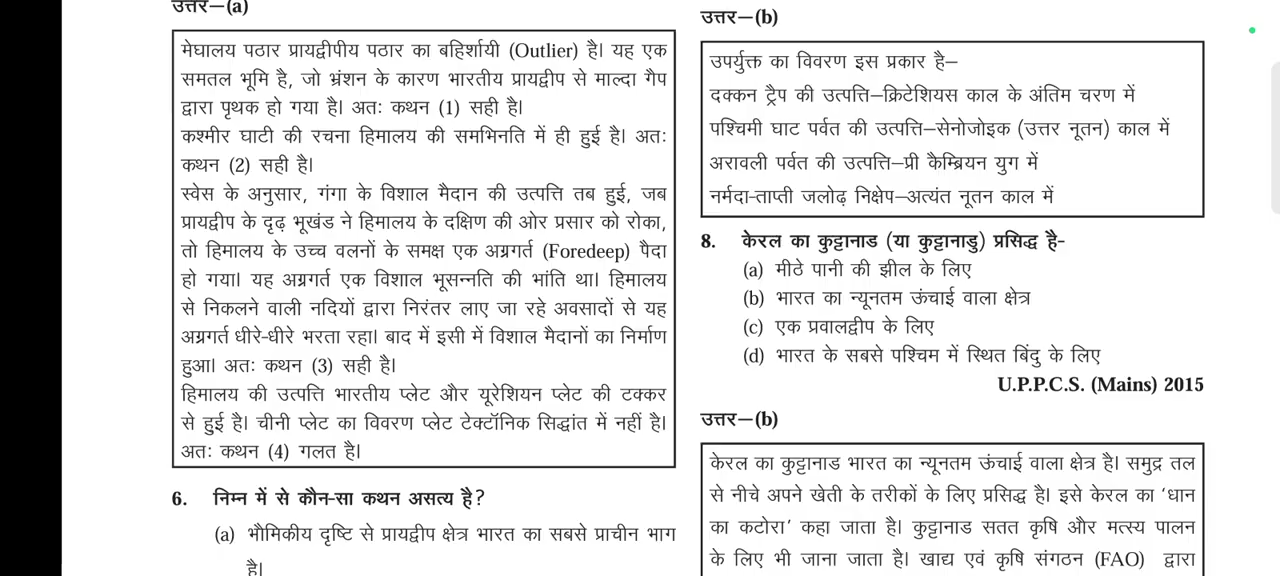 उत्तर–(a)
मेघालय पठार प्रायद्वीपीय पठार का बहिर्शायी (Outlier) है। यह एक
समतल भूमि है, जो भ्रंशन के कारण भारतीय प्रायद्वीप से माल्दा गैप
द्वारा पृथक हो गया है। अतः कथन (1) सही है।
कश्मीर घाटी की रचना हिमालय की समभिनति में ही हुई है। अतः
कथन (2) सही है।
स्वेस के अनुसार, गंगा के विशाल मैदान की उत्पत्ति तब हुई, जब
प्रायद्वीप के दृढ़ भूखंड ने हिमालय के दक्षिण की ओर प्रसार को रोका,
तो हिमालय के उच्च वलनों के समक्ष एक अग्रगर्त (Foredeep) पैदा
हो गया। यह अग्रगर्त एक विशाल भूसन्नति की भांति था। हिमालय
से निकलने वाली नदियों द्वारा निरंतर लाए जा रहे अवसादों से यह
अग्रगर्त धीरे-धीरे भरता रहा। बाद में इसी में विशाल मैदानों का निर्माण
हुआ। अतः कथन (3) सही है।
हिमालय की उत्पत्ति भारतीय प्लेट और यूरेशियन प्लेट की टक्कर
से हुई है। चीनी प्लेट का विवरण प्लेट टेक्टॉनिक सिद्धांत में नहीं है।
अतः कथन (4) गलत है।
6. निम्न में से कौन-सा कथन असत्य है?
(a) भौमिकीय दृष्टि से प्रायद्वीप क्षेत्र भारत का सबसे प्राचीन भाग
है।
उत्तर–(b)
उपर्युक्त का विवरण इस प्रकार है–
दक्कन ट्रैप की उत्पत्ति–क्रिटेशियस काल के अंतिम चरण में
पश्चिमी घाट पर्वत की उत्पत्ति–सेनोजोइक (उत्तर नूतन) काल में
अरावली पर्वत की उत्पत्ति–प्री कैम्ब्रियन युग में
नर्मदा-ताप्ती जलोढ़ निक्षेप–अत्यंत नूतन काल में
8. केरल का कुट्टानाड (या कुट्टानाडु) प्रसिद्ध है-
(a) मीठे पानी की झील के लिए
(b) भारत का न्यूनतम ऊंचाई वाला क्षेत्र
(c) एक प्रवालद्वीप के लिए
(d) भारत के सबसे पश्चिम में स्थित बिंदु के लिए
U.P.P.C.S. (Mains) 2015
उत्तर–(b)
केरल का कुट्टानाड भारत का न्यूनतम ऊंचाई वाला क्षेत्र है। समुद्र तल
से नीचे अपने खेती के तरीकों के लिए प्रसिद्ध है। इसे केरल का 'धान
का कटोरा' कहा जाता है। कुट्टानाड सतत कृषि और मत्स्य पालन
के लिए भी जाना जाता है। खाद्य एवं कृषि संगठन (FAO) द्वारा